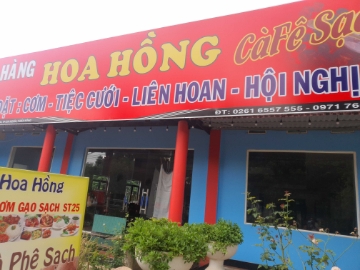 HÀNG HOA HỒNG CàFê Sạ
ĐẶT: CƠM - TIỆC CƯỚI - LIÊN HOAN - HỘI NGHỊ
ĐT: 0261 6557 555 - 0971 76
Hoa Hồng
CƠM GẠO SẠCH ST25
Phê Sạch